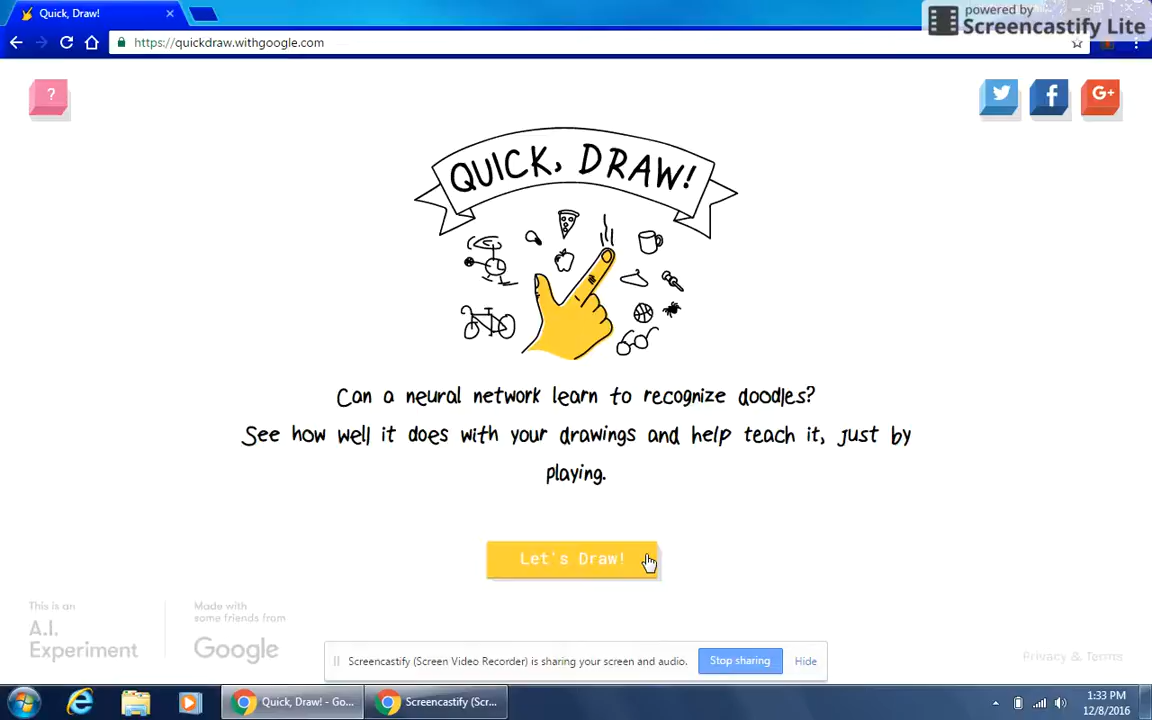 Quick, Draw!
powered by
Screencastify Lite
https://quickdraw.withgoogle.com
?
f
G+
QUICK, DRAW!
Can a neural network learn to recognize doodles?
See how well it does with your drawings and help teach it, just by
playing.
Let's Draw!
This is an
A.I.
Experiment
Made with
some friends from
Google
Screencastify (Screen Video Recorder) is sharing your screen and audio.
Stop sharing
Hide
Privacy & Terms
Quick, Draw! - Go...
Screencastify (Scr...
1:33 PM
12/8/2016